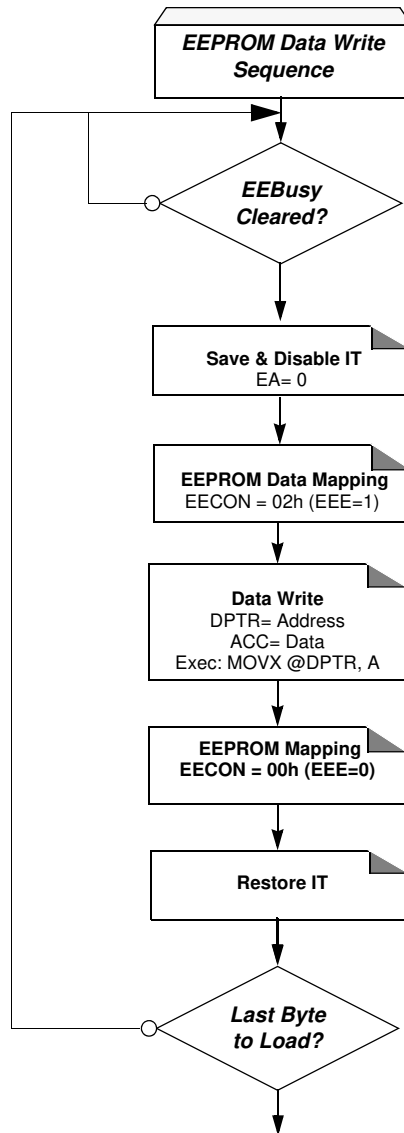 EEPROM Data Write
Sequence
EEBusy
Cleared?
Save & Disable IT
EA= 0
EEPROM Data Mapping
EECON = 02h (EEE=1)
Data Write
DPTR= Address
ACC= Data
Exec: MOVX @DPTR, A
EEPROM Mapping
EECON = 00h (EEE=0)
Restore IT
Last Byte
to Load?